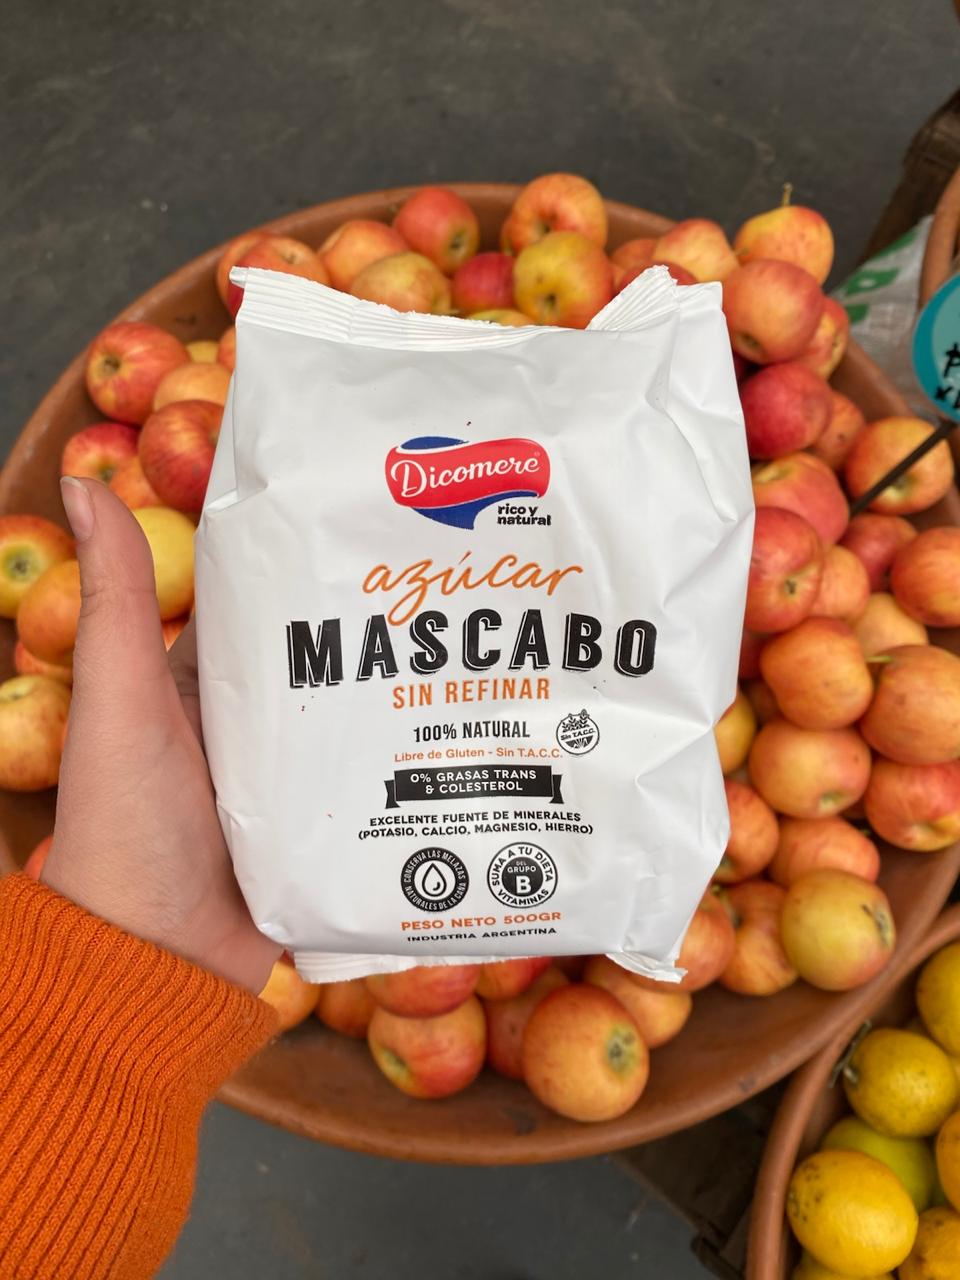 Dicomere
rico y
natural
azúcar
MASCABO
SIN REFINAR
100% NATURAL
Sin T.A.C.C.
Libre de Gluten - Sin T.A.C.C.
0% GRASAS TRANS
& COLESTEROL
EXCELENTE FUENTE DE MINERALES
(POTASIO, CALCIO, MAGNESIO, HIERRO)
CONSERVA LAS MELAZAS
NATURALES DE LA CAÑA
SUMA A TU DIETA
DEL
GRUPO
B
VITAMINAS
PESO NETO 500GR
INDUSTRIA ARGENTINA